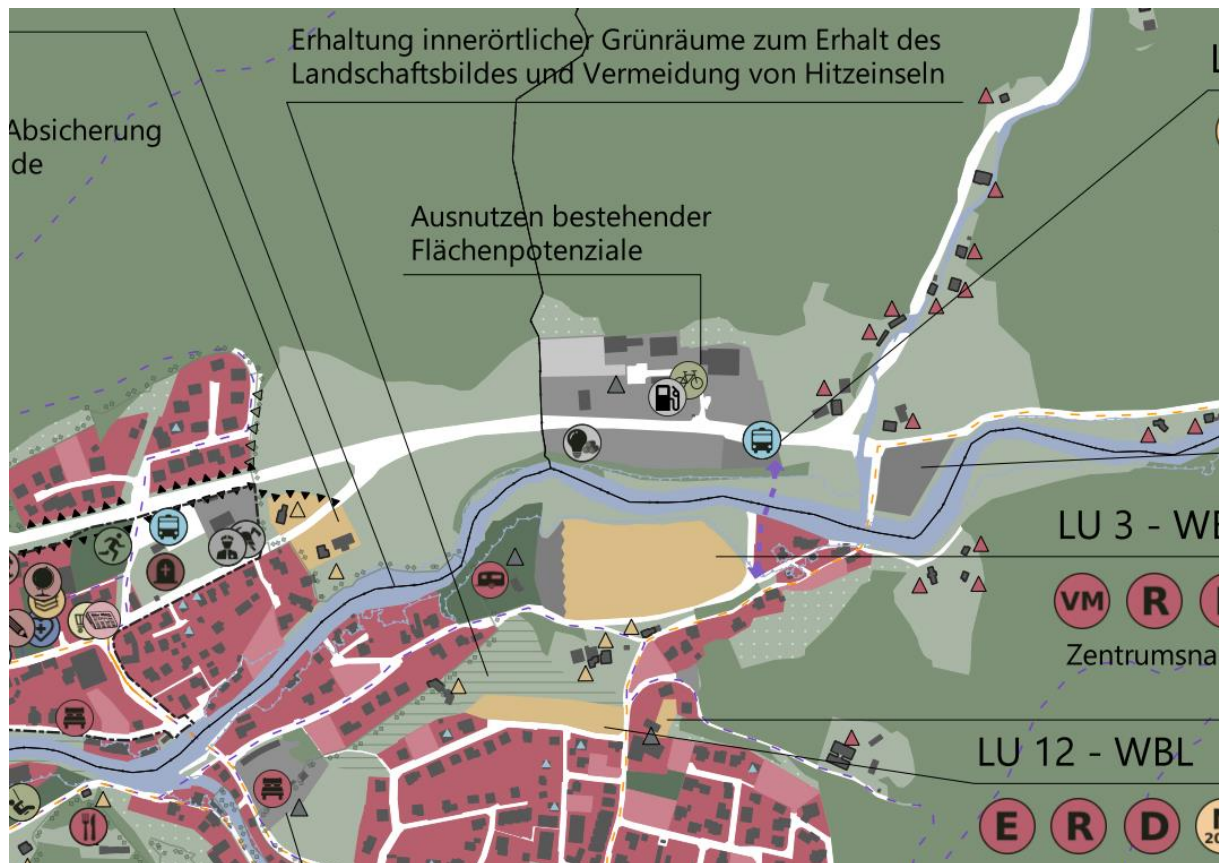 Erhaltung innerörtlicher Grünräume zum Erhalt des
Landschaftsbildes und Vermeidung von Hitzeinseln
Absicherung
de
Ausnutzen bestehender
Flächenpotenziale
LU 3 - WB
VM R
Zentrumsna
LU 12 - WBL
E R D